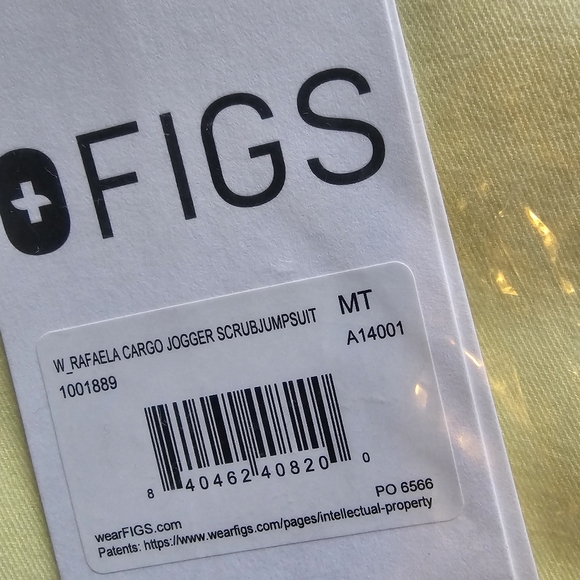 FIGS
W_RAFAELA CARGO JOGGER SCRUBJUMPSUIT MT
1001889 A14001
8 40462 40820 0
PO 6566
wearFIGS.com
Patents: https://www.wearfigs.com/pages/intellectual-property